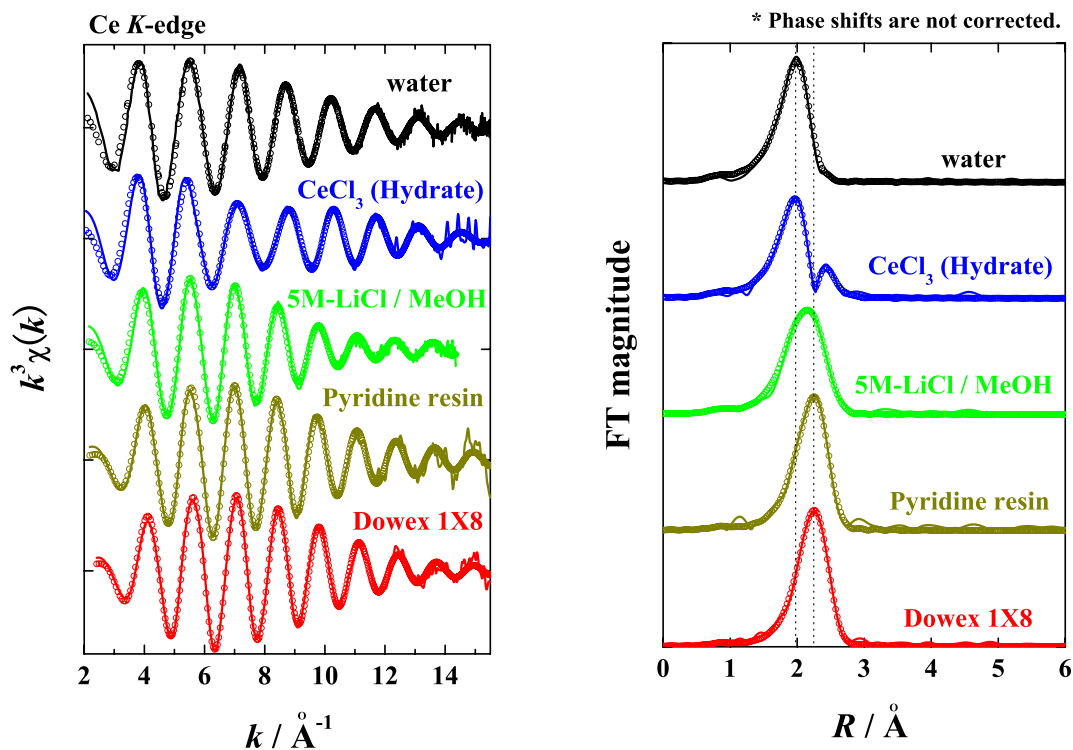 Ce K-edge
water
CeCl₃ (Hydrate)
5M-LiCl / MeOH
Pyridine resin
Dowex 1X8
k³χ(k)
2 4 6 8 10 12 14
k / Å⁻¹
* Phase shifts are not corrected.
water
CeCl₃ (Hydrate)
5M-LiCl / MeOH
Pyridine resin
Dowex 1X8
FT magnitude
0 1 2 3 4 5 6
R / Å